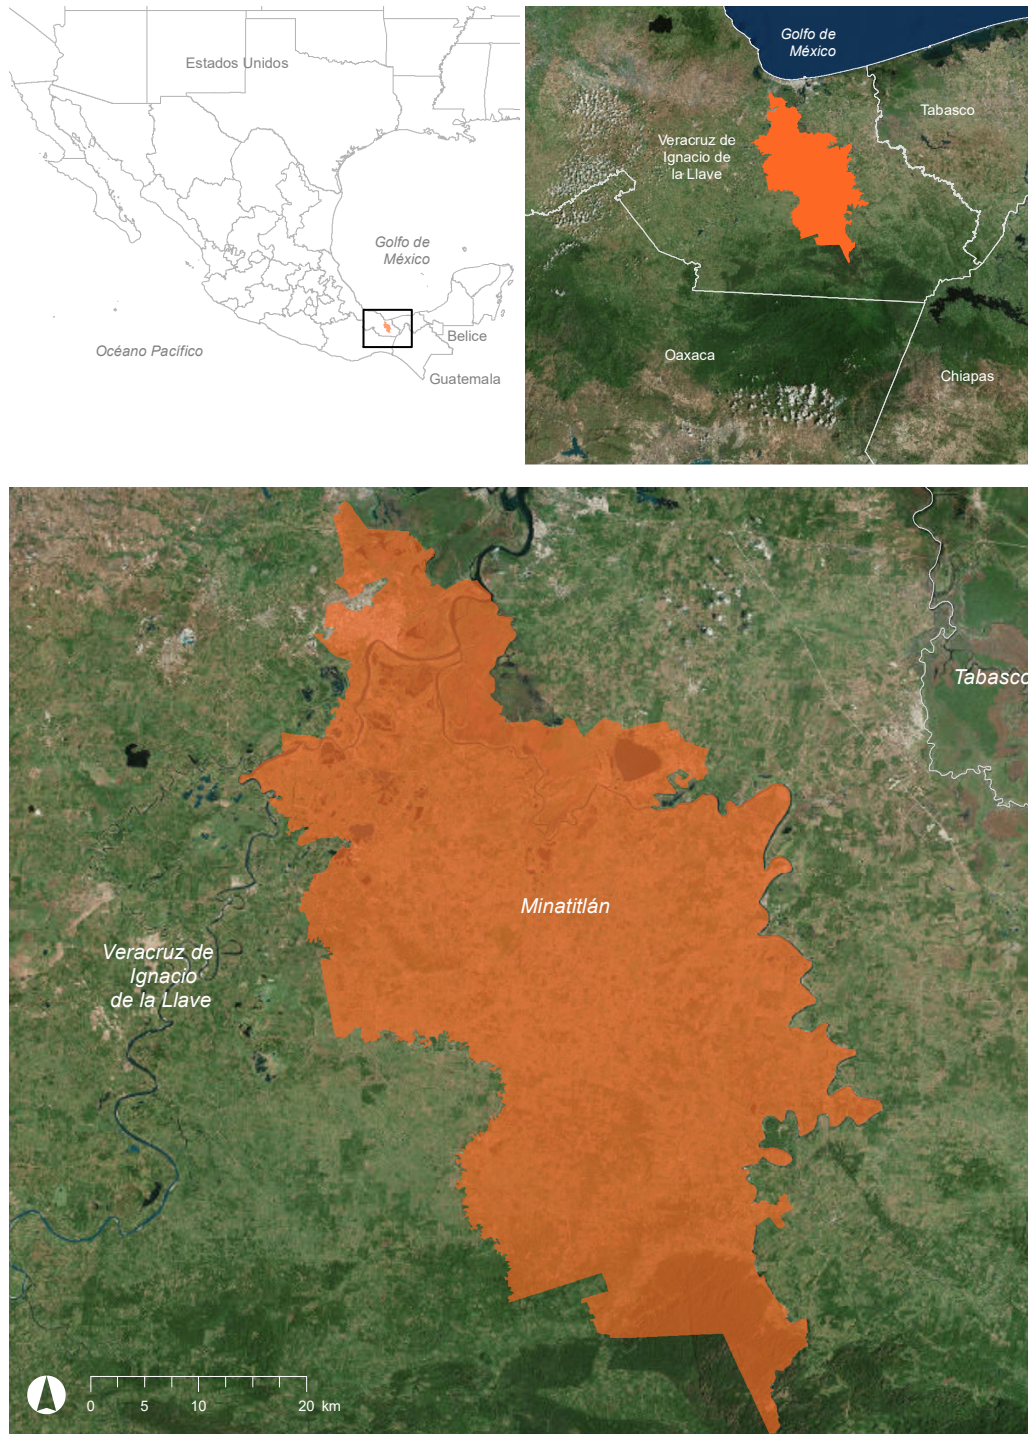 Estados Unidos
Golfo de
México
Océano Pacífico
Belice
Guatemala
Golfo de
México
Tabasco
Veracruz de
Ignacio de
la Llave
Oaxaca
Chiapas
Tabasco
Minatitlán
Veracruz de
Ignacio
de la Llave
0 5 10 20 km